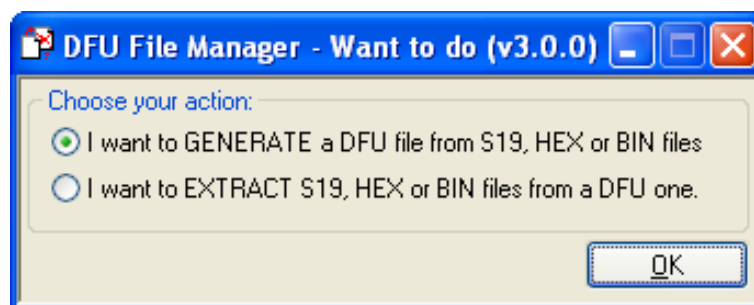 DFU File Manager - Want to do (v3.0.0)
Choose your action:
I want to GENERATE a DFU file from S19, HEX or BIN files
I want to EXTRACT S19, HEX or BIN files from a DFU one.
OK